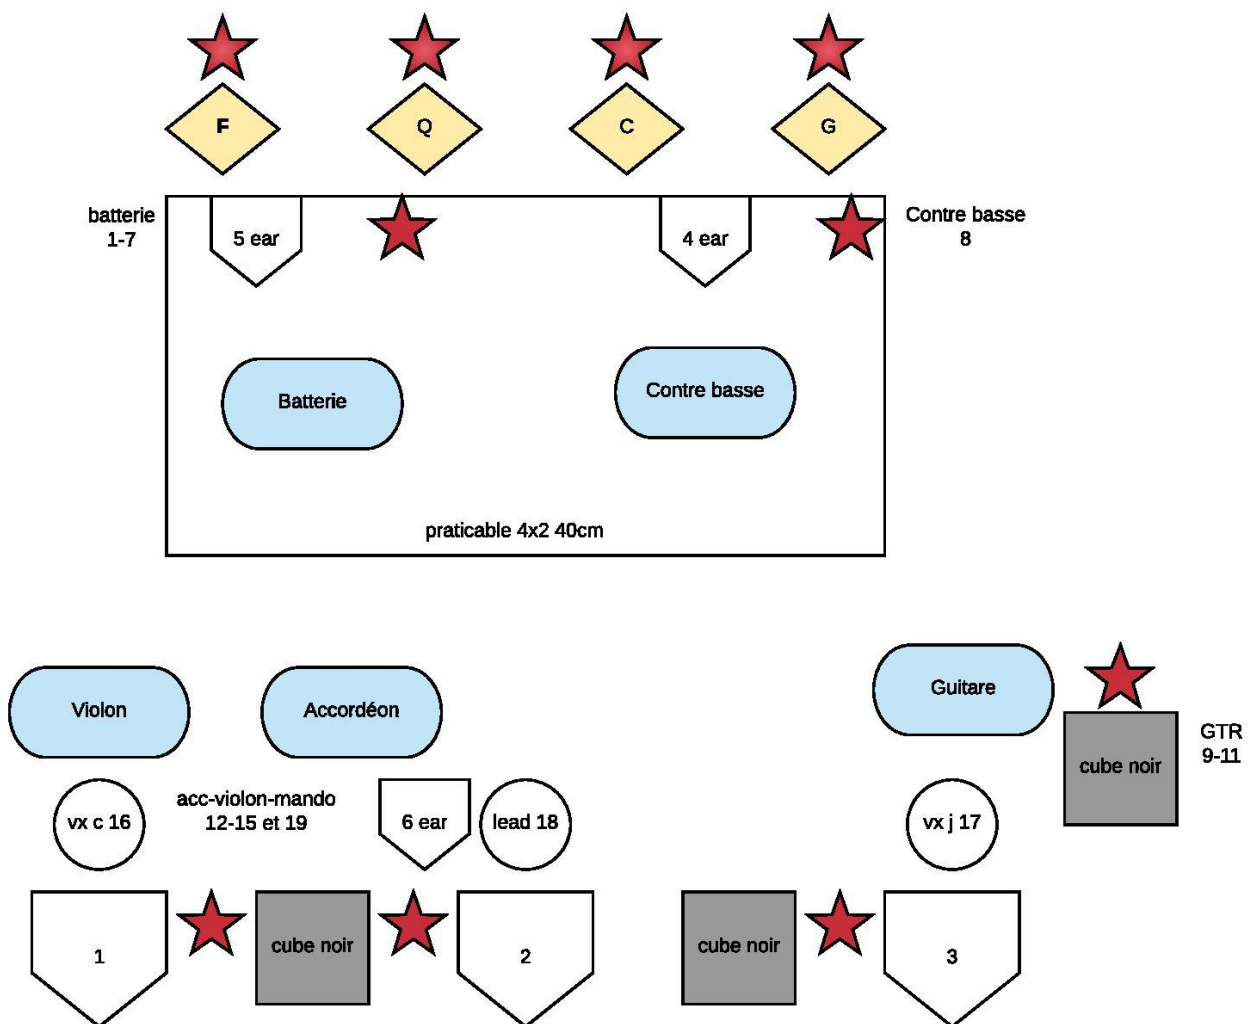 F
Q
C
G
batterie
1-7
5 ear
4 ear
Contre basse
8
Batterie
Contre basse
praticable 4x2 40cm
Violon
Accordéon
Guitare
cube noir
GTR
9-11
vx c 16
acc-violon-mando
12-15 et 19
6 ear
lead 18
vx j 17
1
cube noir
2
cube noir
3